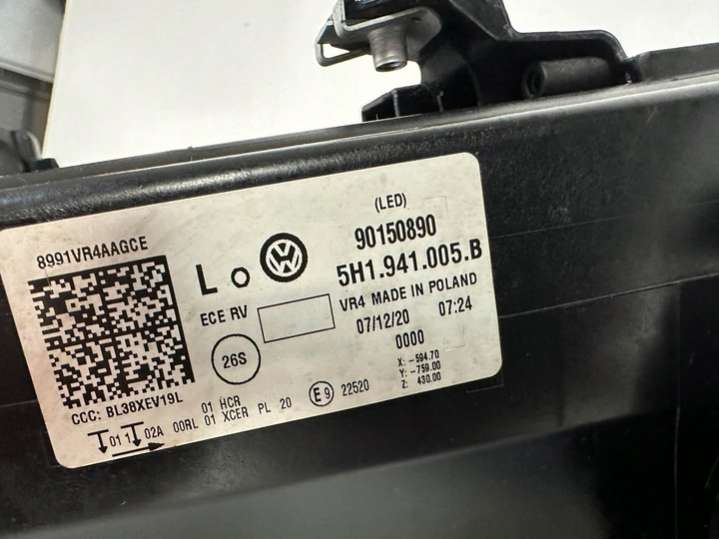 8991VR4AAGCE
CCC: BL38XEV19L
L
ECE RV
26S
(LED)
90150890
5H1.941.005.B
VR4 MADE IN POLAND
07/12/20 07:24
0000
X: -594.70
Y: -759.00
Z: 430.00
01 HCR
01 1 02A 00RL 01 XCER PL 20 E9 22520